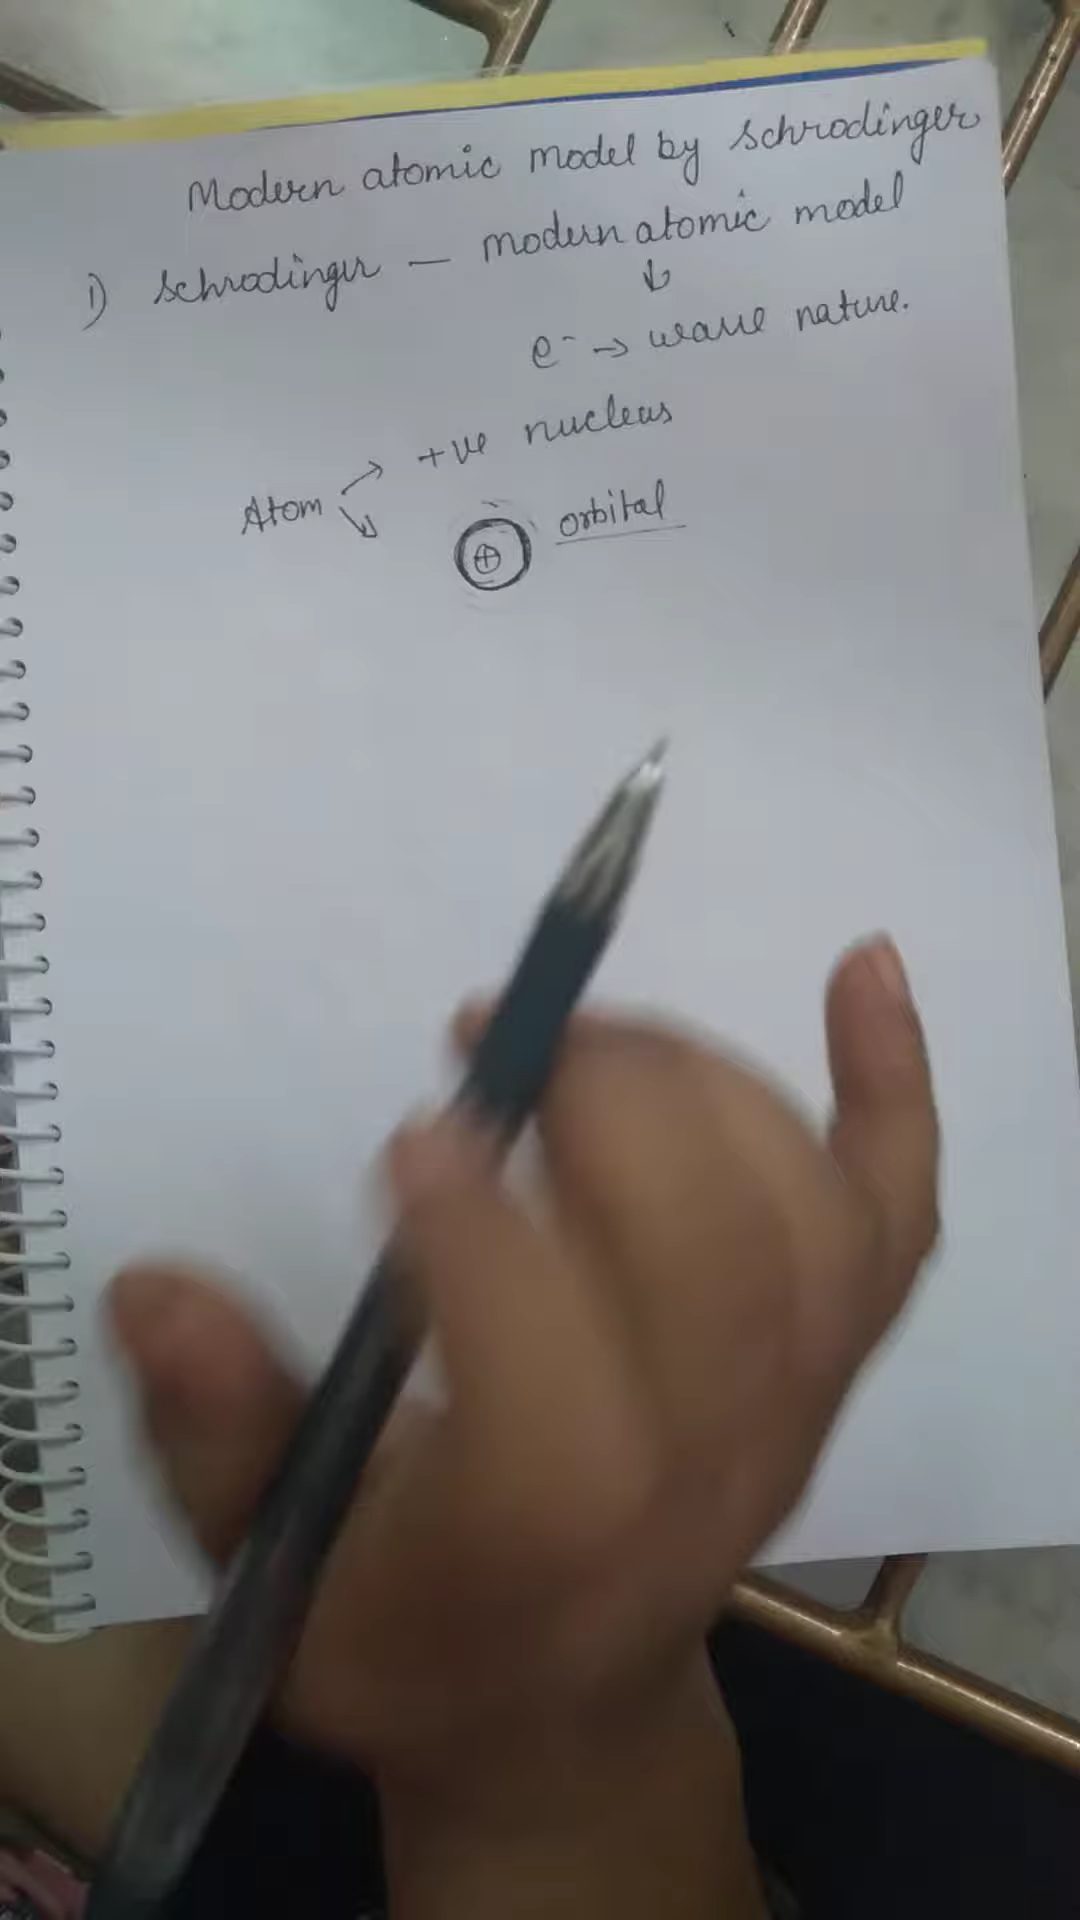 Modern atomic model by schrodinger
1) schrodinger — modern atomic model
↓
e⁻ → wave nature.
Atom → +ve nucleus
↘ ⊕ orbital